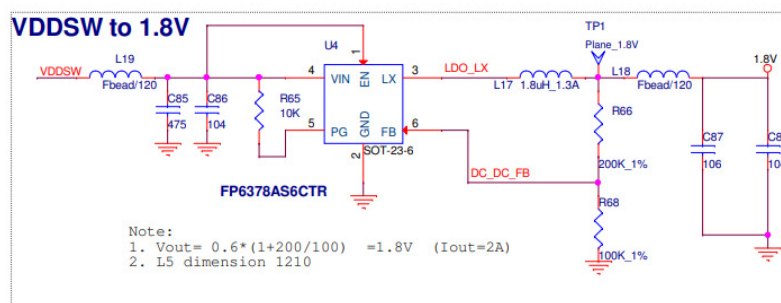 VDDSW to 1.8V
TP1
Plane_1.8V
U4
1.8V
L19
VDDSW
Fbead/120
4
VIN
EN
1
LX
3
LDO_LX
L17
1.8uH_1.3A
L18
Fbead/120
C85
475
C86
104
R65
10K
5
PG
GND
2
FB
6
SOT-23-6
R66
200K_1%
C87
106
DC_DC_FB
FP6378AS6CTR
R68
100K_1%
Note:
1. Vout= 0.6*(1+200/100) =1.8V (Iout=2A)
2. L5 dimension 1210